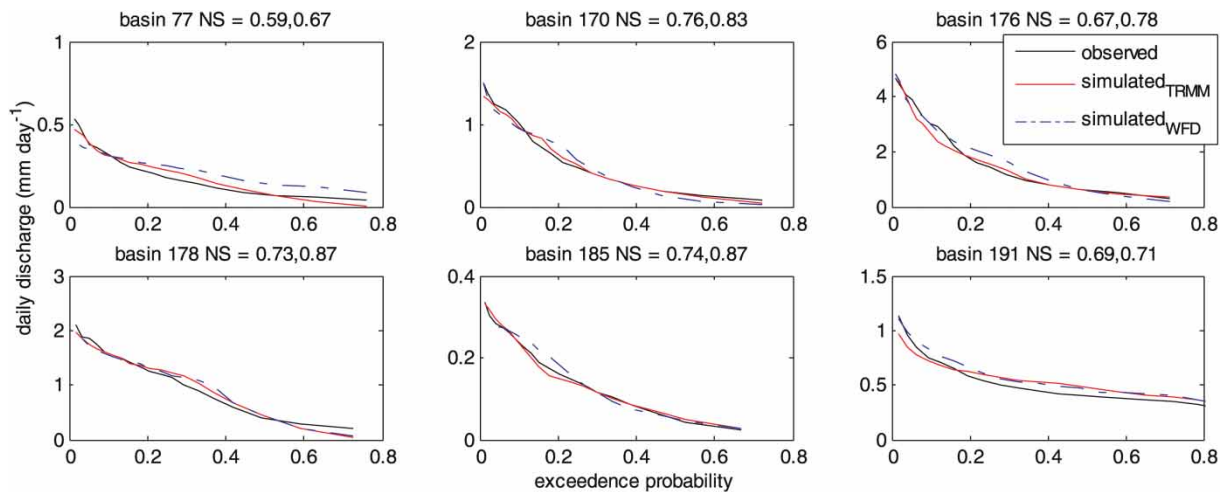 basin 77 NS = 0.59,0.67
basin 170 NS = 0.76,0.83
basin 176 NS = 0.67,0.78
1
0.5
0
0 0.2 0.4 0.6 0.8
2
1
0
0 0.2 0.4 0.6 0.8
6
4
2
0
0 0.2 0.4 0.6 0.8
observed
simulated TRMM
simulated WFD
daily discharge (mm day-1)
basin 178 NS = 0.73,0.87
basin 185 NS = 0.74,0.87
basin 191 NS = 0.69,0.71
3
2
1
0
0 0.2 0.4 0.6 0.8
0.4
0.2
0
0 0.2 0.4 0.6 0.8
1.5
1
0.5
0
0 0.2 0.4 0.6 0.8
exceedence probability